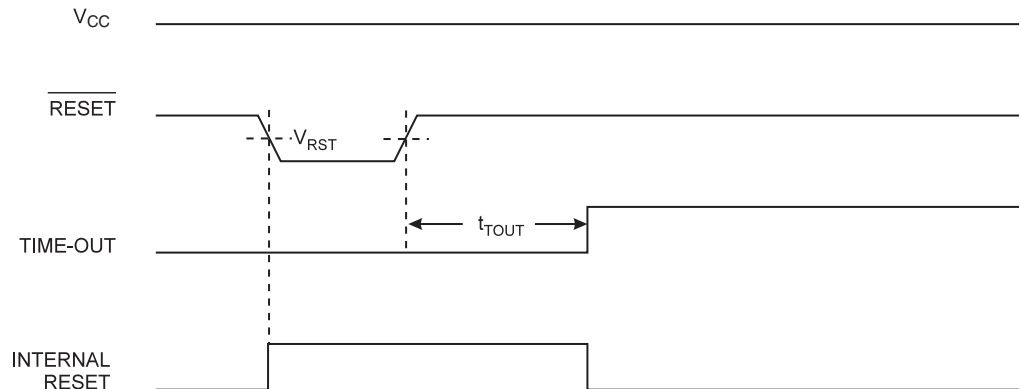 VCC
RESET
VRST
tTOUT
TIME-OUT
INTERNAL
RESET